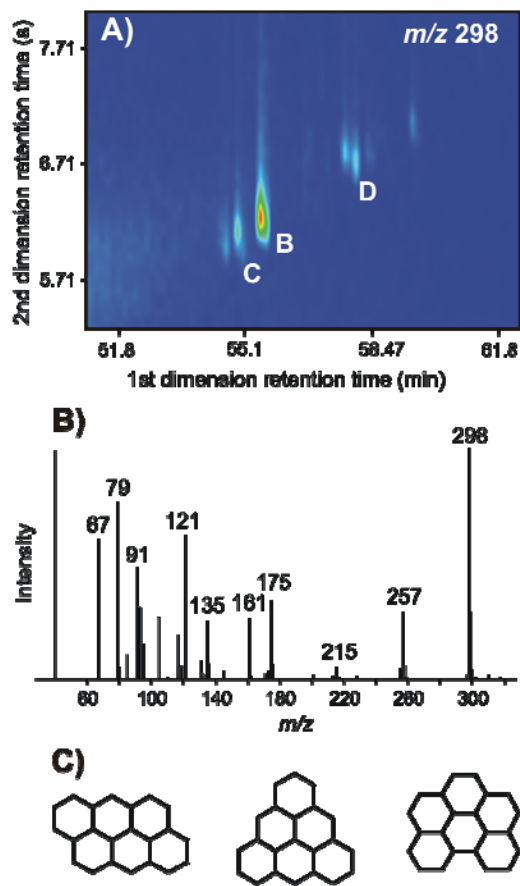 A)
m/z 298
2nd dimension retention time (s)
7.71
6.71
5.71
D
B
C
51.8
55.1
58.47
61.8
1st dimension retention time (min)
B)
Intensity
298
79
67
121
91
175
135
161
257
215
60
100
140
180
220
260
300
m/z
C)